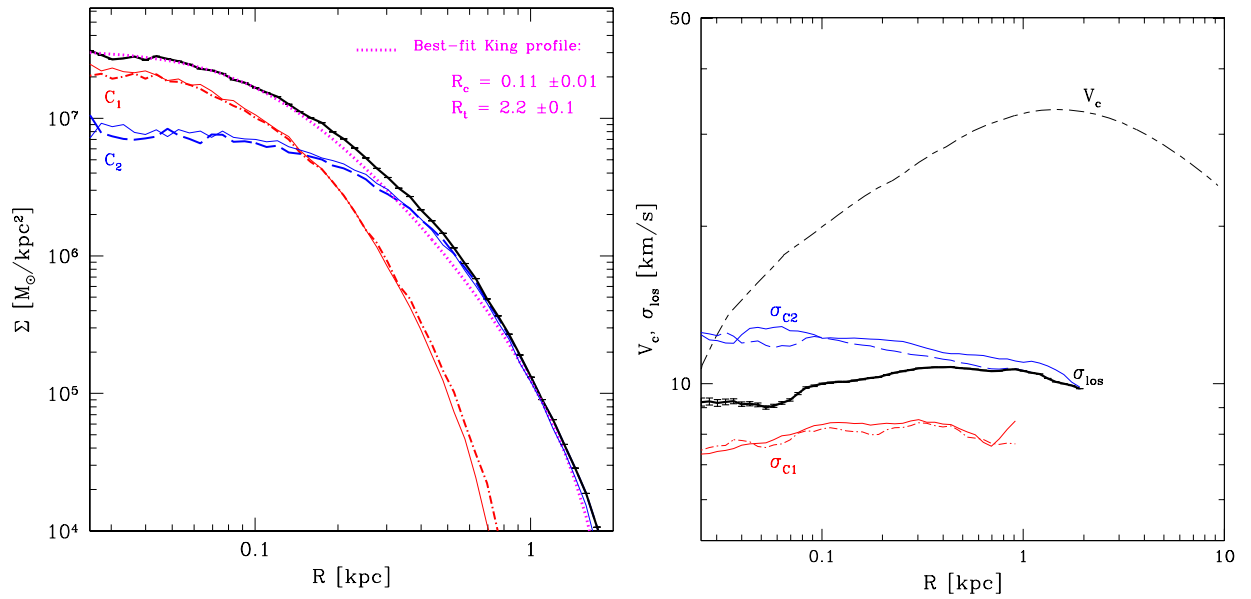 Best-fit King profile:
R_c = 0.11 ±0.01
R_t = 2.2 ±0.1
C_1
C_2
10^7
10^6
10^5
10^4
Σ [M_⊙/kpc²]
0.1
1
R [kpc]
50
10
V_c, σ_los [km/s]
V_c
σ_C2
σ_los
σ_C1
0.1
1
10
R [kpc]